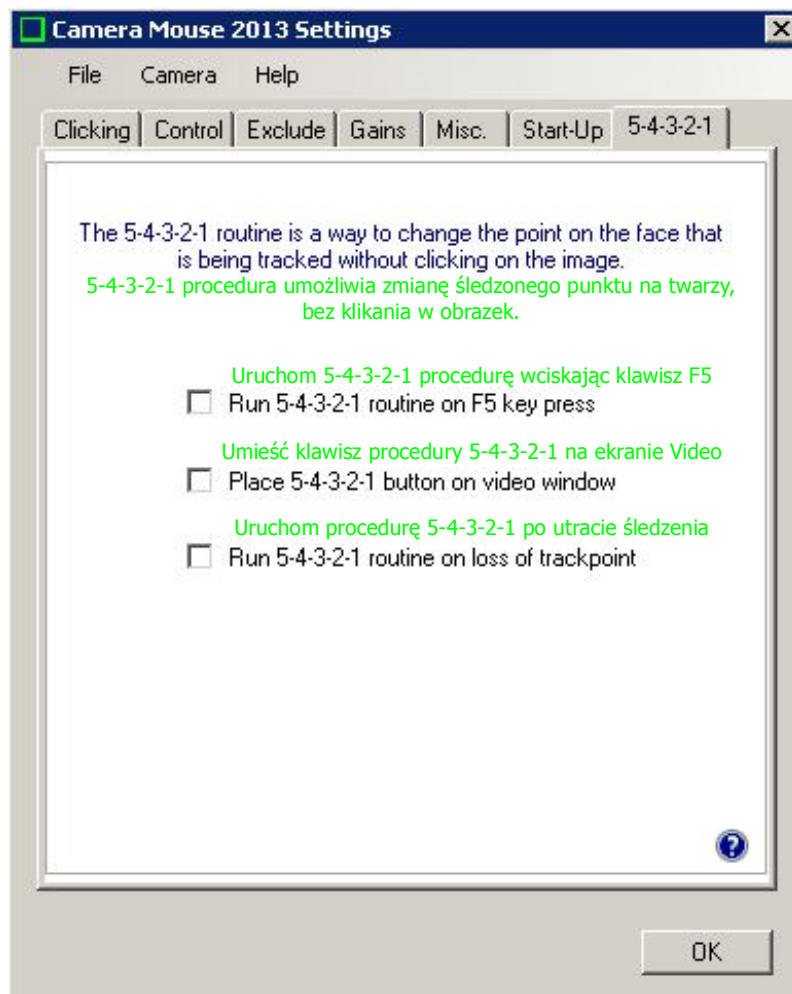 Camera Mouse 2013 Settings
File Camera Help
Clicking Control Exclude Gains Misc. Start-Up 5-4-3-2-1
The 5-4-3-2-1 routine is a way to change the point on the face that
is being tracked without clicking on the image.
5-4-3-2-1 procedura umożliwia zmianę śledzonego punktu na twarzy,
bez klikania w obrazek.
Uruchom 5-4-3-2-1 procedurę wciskając klawisz F5
Run 5-4-3-2-1 routine on F5 key press
Umieść klawisz procedury 5-4-3-2-1 na ekranie Video
Place 5-4-3-2-1 button on video window
Uruchom procedurę 5-4-3-2-1 po utracie śledzenia
Run 5-4-3-2-1 routine on loss of trackpoint
?
OK